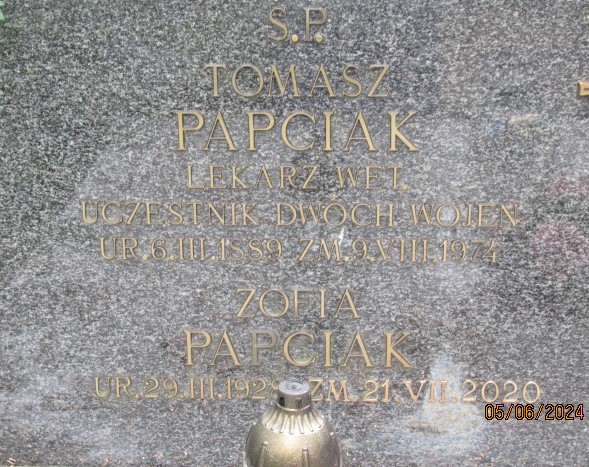 Ś.P.
TOMASZ
PAPCIAK
LEKARZ WET.
UCZESTNIK DWÓCH WOJEN
UR. 6.III.1889 ZM. 9.VIII.1974
ZOFIA
PAPCIAK
UR. 29.III.192 ZM. 21.VII.2020
05/06/2024